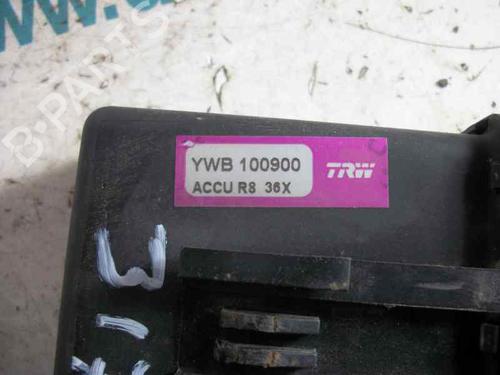 YWB 100900
ACCU R8 36X
TRW
B-PARTS